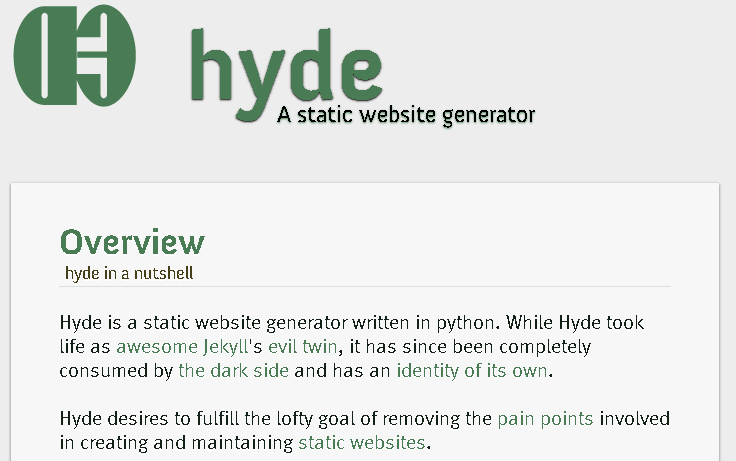 hyde
A static website generator
Overview
hyde in a nutshell
Hyde is a static website generator written in python. While Hyde took
life as awesome Jekyll's evil twin, it has since been completely
consumed by the dark side and has an identity of its own.
Hyde desires to fulfill the lofty goal of removing the pain points involved
in creating and maintaining static websites.